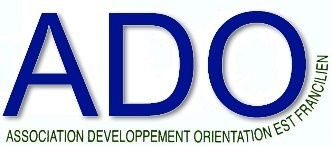 ADO
ASSOCIATION DEVELOPPEMENT ORIENTATION EST FRANCILIEN